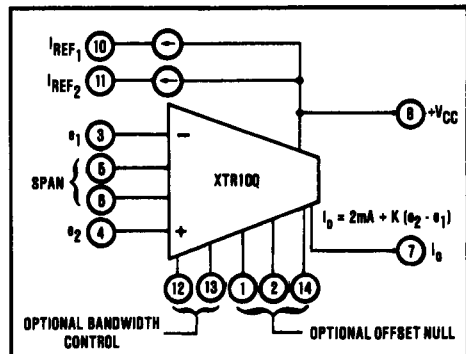 IREF1 10
IREF2 11
8 +VCC
e1 3 −
SPAN 5
6
XTR100
e2 4 +
IO = 2mA + K (e2 - e1)
7 IO
12 13 1 2 14
OPTIONAL BANDWIDTH CONTROL
OPTIONAL OFFSET NULL